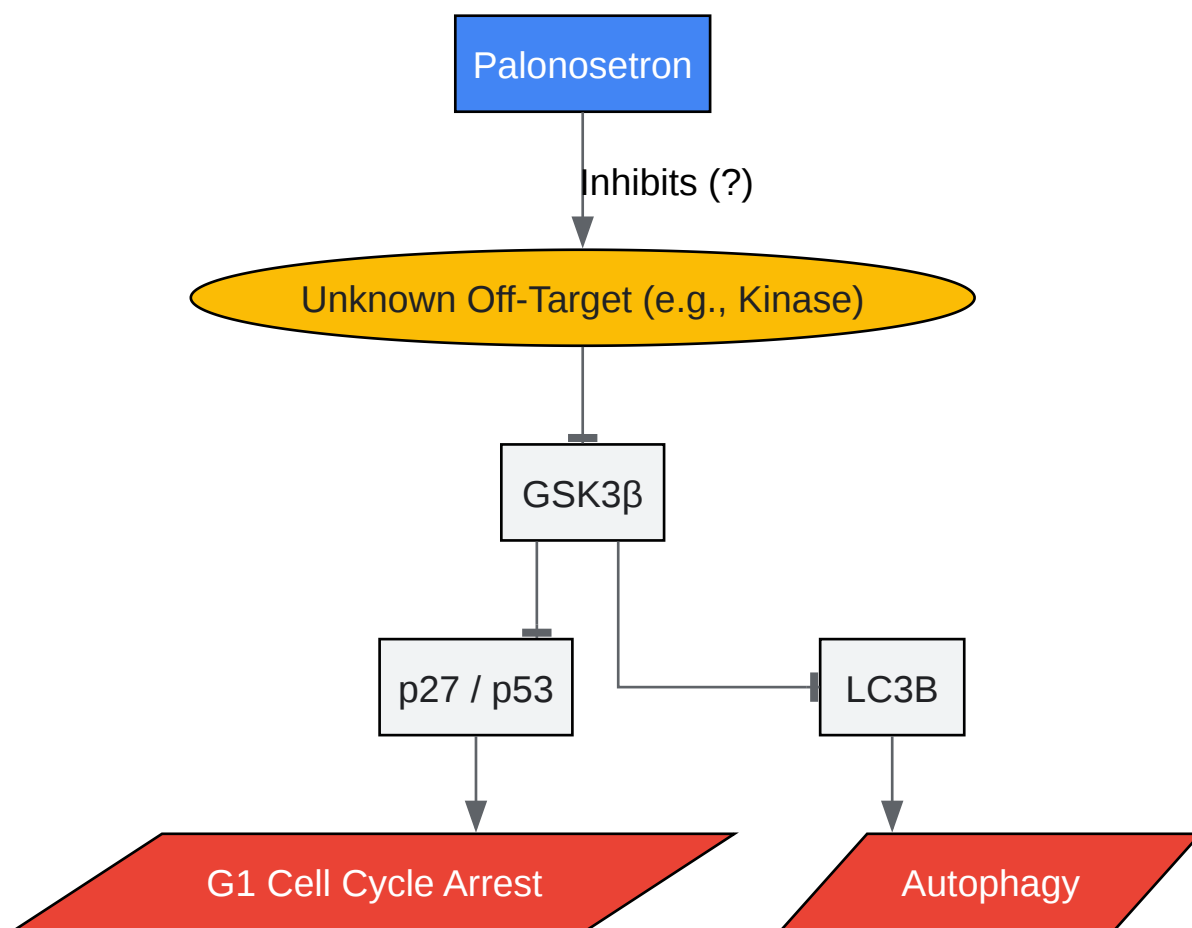 Palonosetron
Inhibits (?)
Unknown Off-Target (e.g., Kinase)
GSK3β
p27 / p53
LC3B
G1 Cell Cycle Arrest
Autophagy